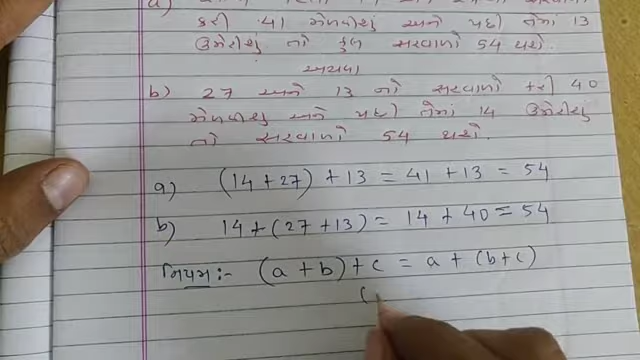 a)
કરી 41 મેળવીશું અને પછી તેમાં 13
ઉમેરીશું તો કુલ સરવાળો 54 થશે.
અથવા
b) 27 અને 13 નો સરવાળો કરી 40
મેળવીશું અને પછી તેમાં 14 ઉમેરીશું
તો સરવાળો 54 થશે.
a) (14 + 27) + 13 = 41 + 13 = 54
b) 14 + (27 + 13) = 14 + 40 = 54
નિયમ :- (a + b) + c = a + (b + c)
(